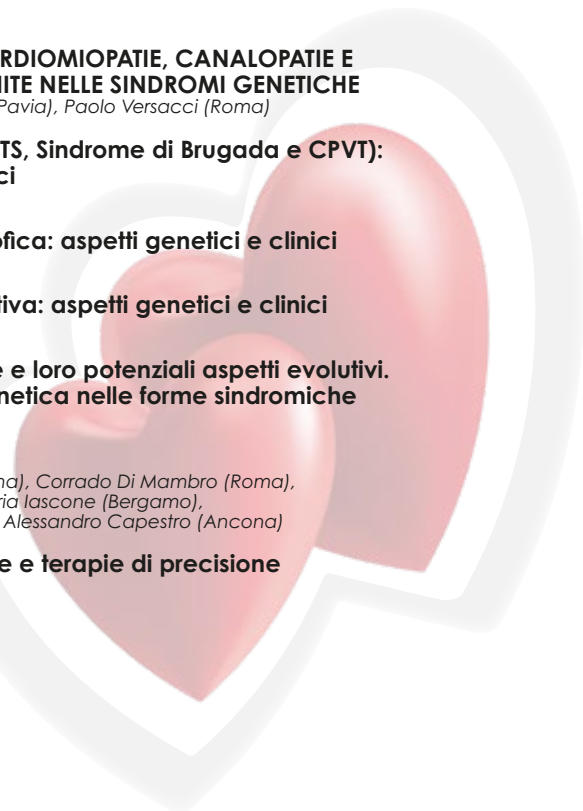 RDIOMIOPATIE, CANALOPATIE E
ITE NELLE SINDROMI GENETICHE
Pavia), Paolo Versacci (Roma)
TS, Sindrome di Brugada e CPVT):
ci
ofica: aspetti genetici e clinici
tiva: aspetti genetici e clinici
e e loro potenziali aspetti evolutivi.
netica nelle forme sindromiche
na), Corrado Di Mambro (Roma),
ria Iascone (Bergamo),
Alessandro Capestro (Ancona)
e e terapie di precisione